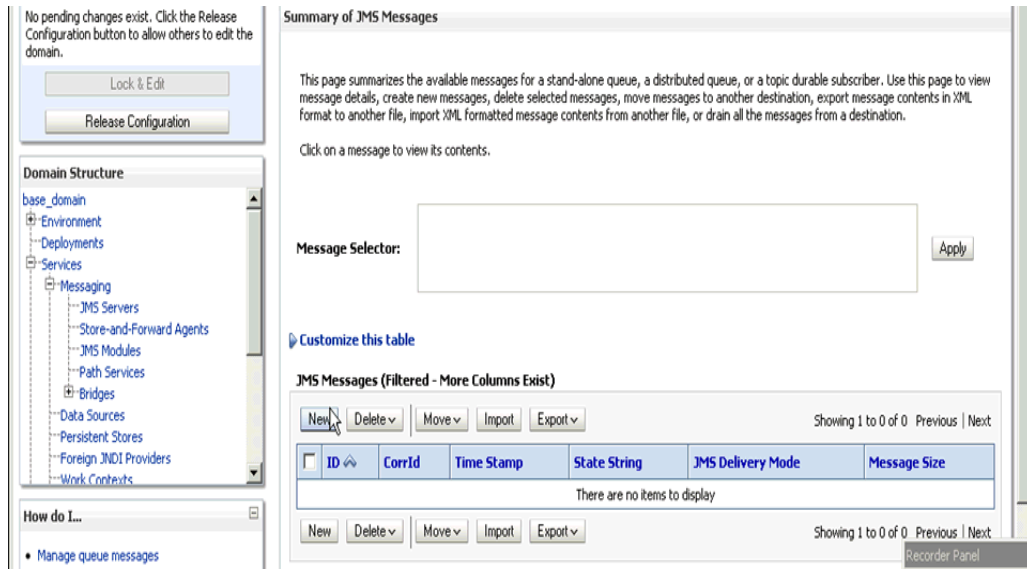 No pending changes exist. Click the Release
Configuration button to allow others to edit the
domain.
Lock & Edit
Release Configuration
Domain Structure
base_domain
Environment
Deployments
Services
Messaging
JMS Servers
Store-and-Forward Agents
JMS Modules
Path Services
Bridges
Data Sources
Persistent Stores
Foreign JNDI Providers
Work Contexts
How do I...
Manage queue messages
Summary of JMS Messages
This page summarizes the available messages for a stand-alone queue, a distributed queue, or a topic durable subscriber. Use this page to view
message details, create new messages, delete selected messages, move messages to another destination, export message contents in XML
format to another file, import XML formatted message contents from another file, or drain all the messages from a destination.
Click on a message to view its contents.
Message Selector:
Apply
Customize this table
JMS Messages (Filtered - More Columns Exist)
New Delete Move Import Export Showing 1 to 0 of 0 Previous | Next
ID CorrId Time Stamp State String JMS Delivery Mode Message Size
There are no items to display
New Delete Move Import Export Showing 1 to 0 of 0 Previous | Next
Recorder Panel